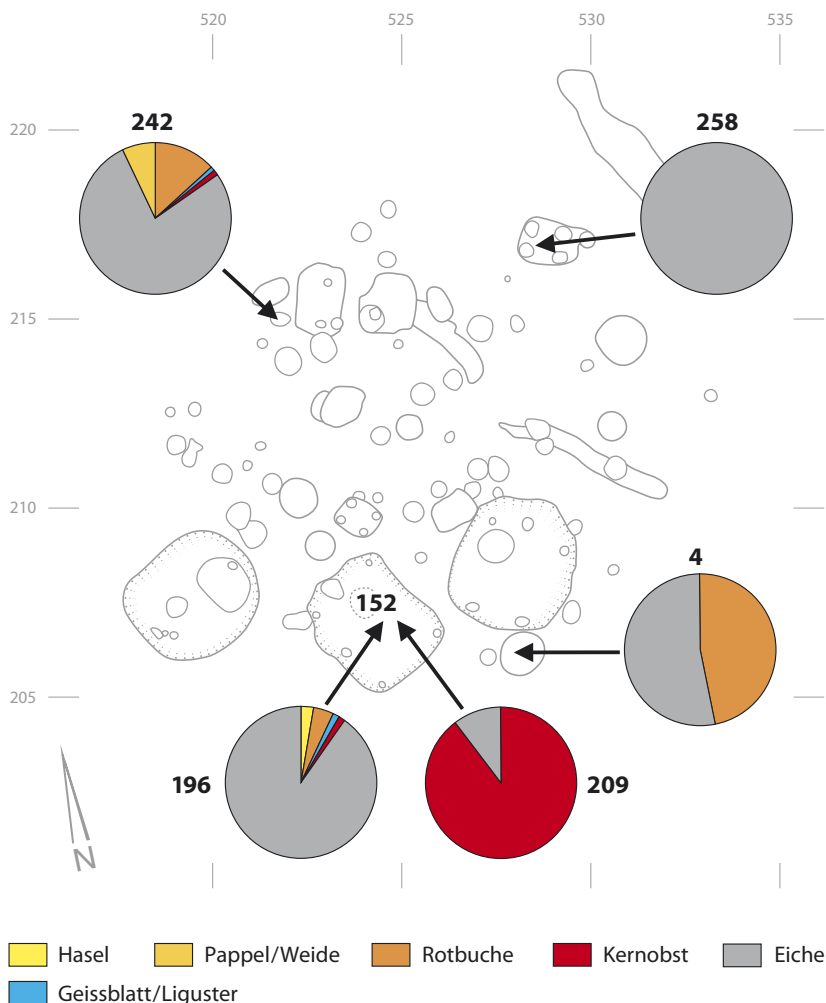 520 525 530 535
220
242 258
215
210
4
152
205
196 209
N
Hasel Pappel/Weide Rotbuche Kernobst Eiche
Geissblatt/Liguster